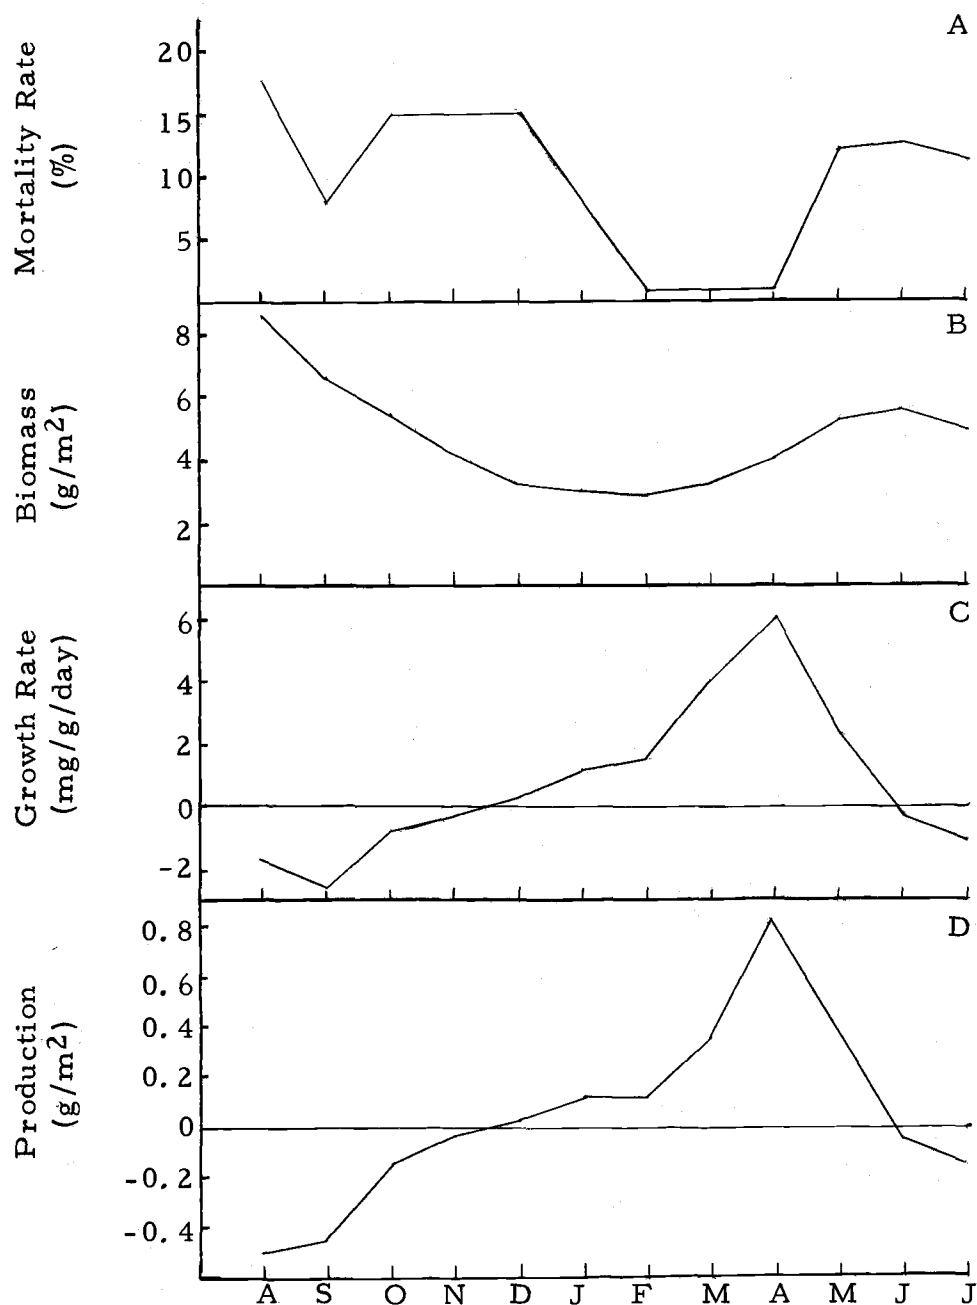 A
Mortality Rate
(%)
20
15
10
5
B
Biomass
(g/m2)
8
6
4
2
C
Growth Rate
(mg/g/day)
6
4
2
0
-2
D
Production
(g/m2)
0.8
0.6
0.4
0.2
0
-0.2
-0.4
A S O N D J F M A M J J